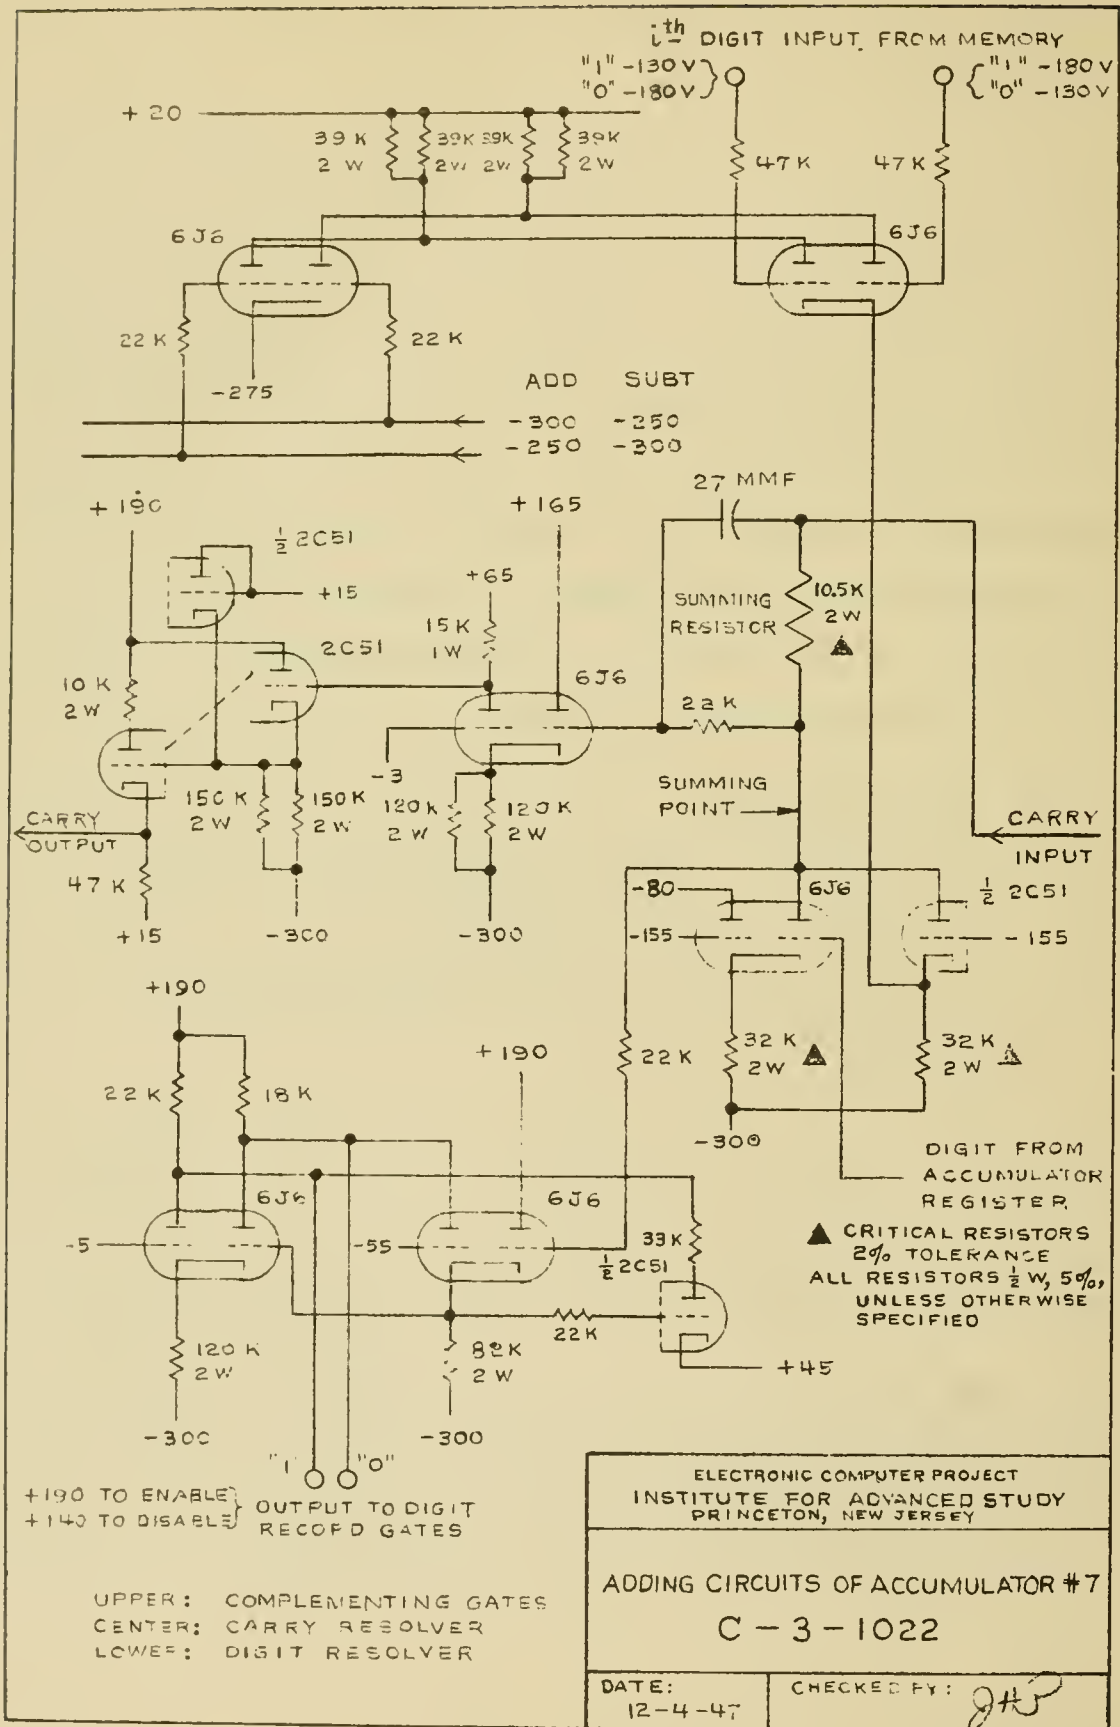 ith DIGIT INPUT FROM MEMORY
"1" -130 V
"0" -180 V
"1" -180 V
"0" -130 V
+ 20
39 K
2 W
39K
2W
39K
2W
39K
2 W
47 K
47 K
6J6
6J6
22 K
22 K
-275
ADD SUBT
-300 -250
-250 -300
27 MMF
+ 190
+ 165
½ 2C51
+15
+65
SUMMING
RESISTOR
10.5K
2 W
15 K
1 W
2C51
10 K
2 W
6J6
22K
-3
SUMMING
POINT
150 K
2 W
150 K
2 W
120K
2 W
120K
2 W
CARRY
OUTPUT
CARRY
INPUT
47 K
+15
-300
-300
-80
6J6
½ 2C51
-155
-155
+190
32 K
2W
32 K
2 W
+ 190
22 K
22 K
18 K
-300
DIGIT FROM
ACCUMULATOR
REGISTER.
6J6
6J6
-5
-55
33K
½ 2C51
▲ CRITICAL RESISTORS
2% TOLERANCE
ALL RESISTORS ½ W, 5%,
UNLESS OTHERWISE
SPECIFIED
22K
120 K
2 W
82K
2 W
+45
-300
-300
"1" "0"
+190 TO ENABLE
+140 TO DISABLE
OUTPUT TO DIGIT
RECORD GATES
UPPER: COMPLEMENTING GATES
CENTER: CARRY RESOLVER
LOWER: DIGIT RESOLVER
ELECTRONIC COMPUTER PROJECT
INSTITUTE FOR ADVANCED STUDY
PRINCETON, NEW JERSEY
ADDING CIRCUITS OF ACCUMULATOR #7
C - 3 - 1022
DATE:
12-4-47
CHECKED BY: